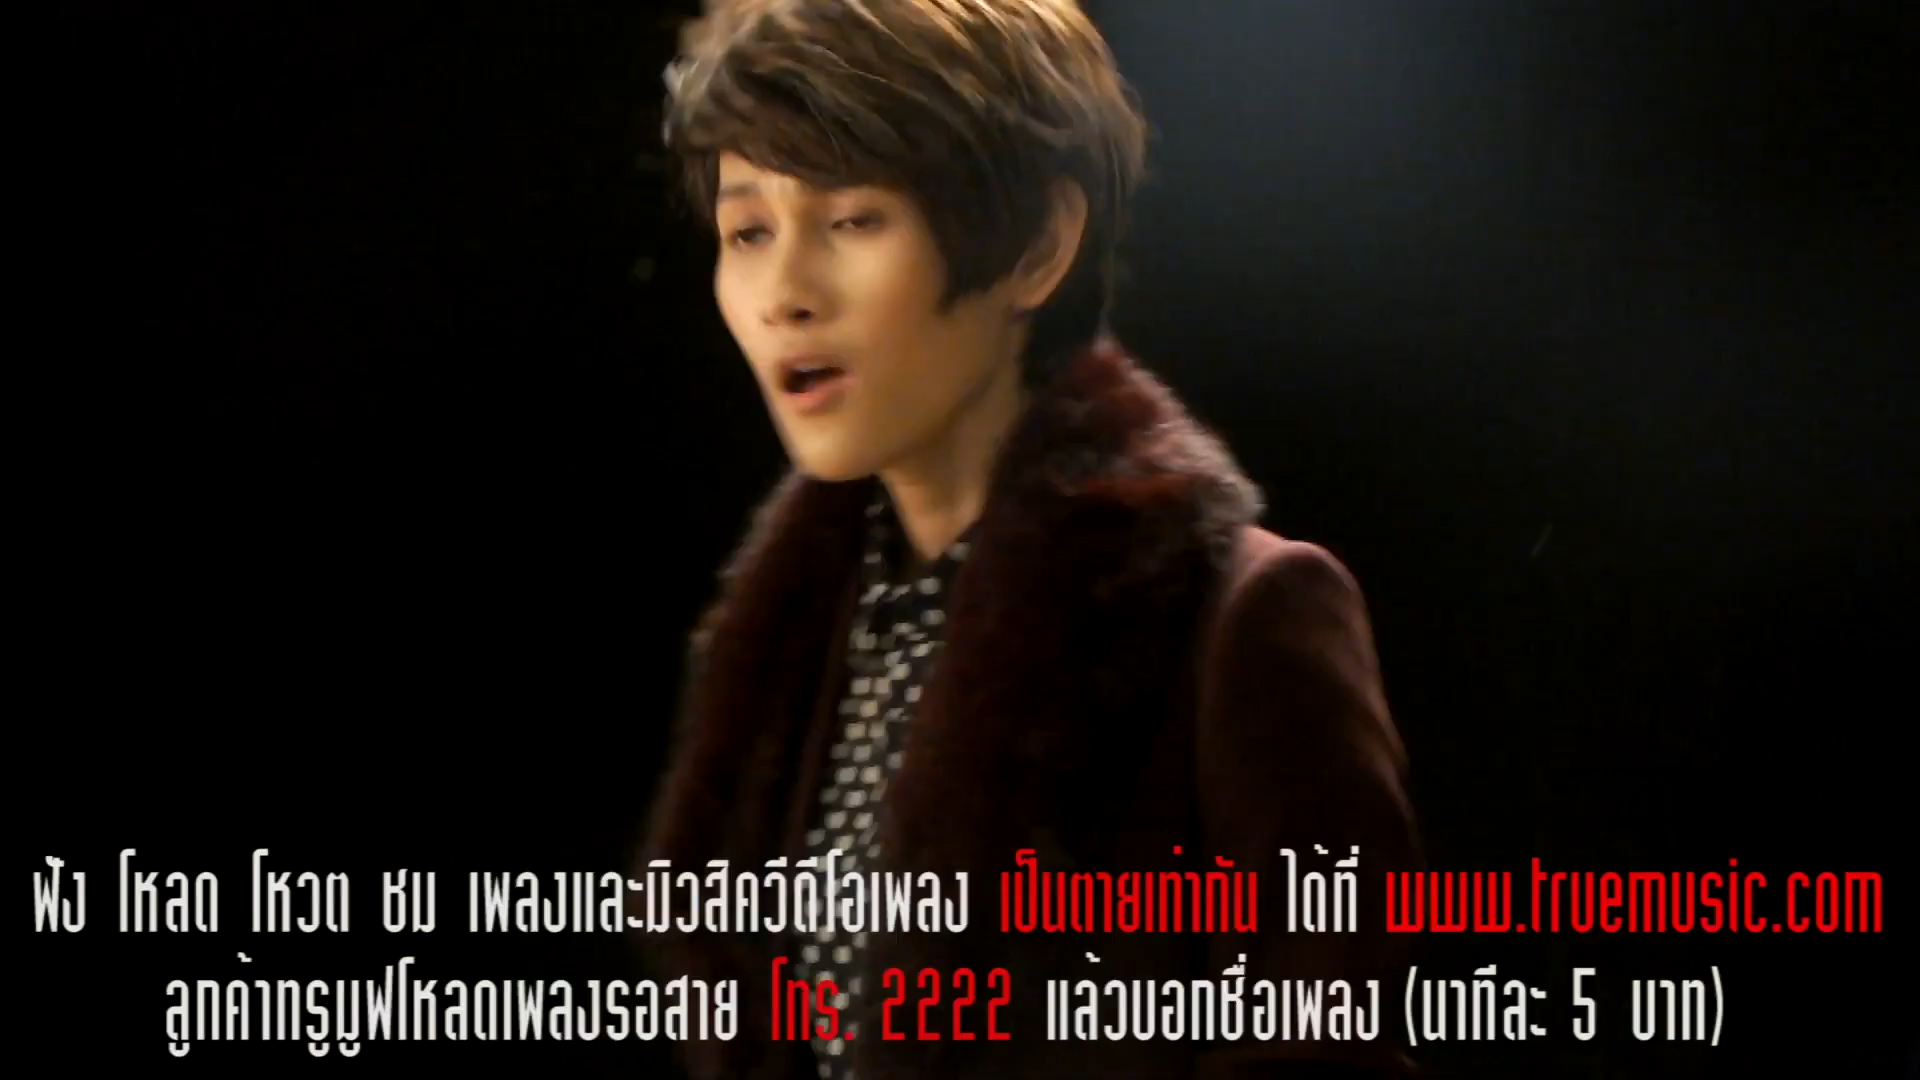 ฟัง โหลด โหวต ชม เพลงและมิวสิควีดีโอเพลง เป็นตายเท่ากัน ได้ที่ www.truemusic.com
ลูกค้าทรูมูฟโหลดเพลงรอสาย โทร. 2222 แล้วบอกชื่อเพลง (นาทีละ 5 บาท)